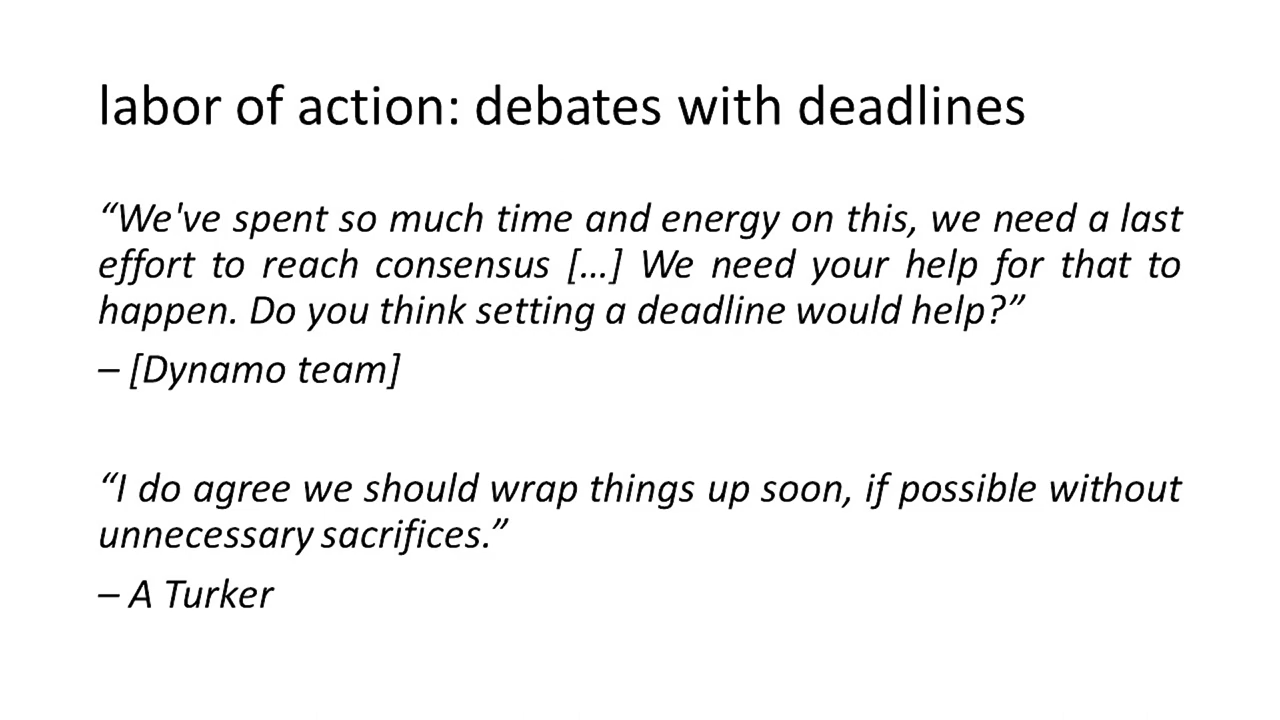 labor of action: debates with deadlines
“We've spent so much time and energy on this, we need a last
effort to reach consensus […] We need your help for that to
happen. Do you think setting a deadline would help?”
– [Dynamo team]
“I do agree we should wrap things up soon, if possible without
unnecessary sacrifices.”
– A Turker